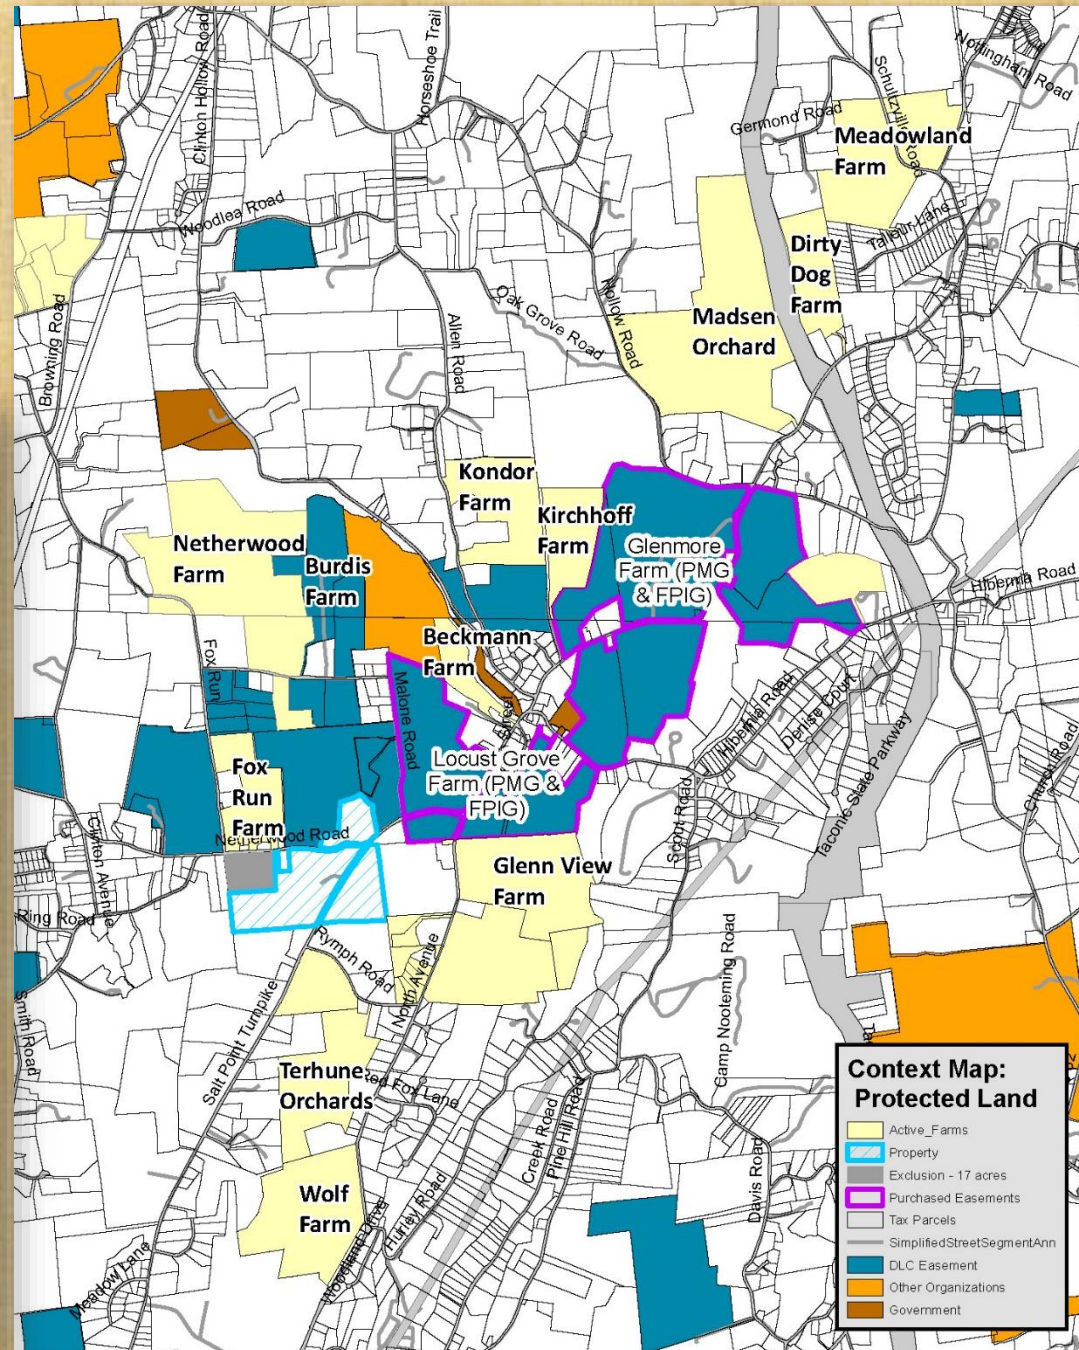 Clinton Hollow Road
Horseshoe Trail
Nottingham Road
Schultzville Road
Germond Road
Meadowland
Farm
Woodlea Road
Tallur Lane
Dirty
Dog
Farm
Browning Road
Allen Road
Oak Grove Road
Hollow Road
Madsen
Orchard
Kondor
Farm
Kirchhoff
Farm
Netherwood
Farm
Burdis
Farm
Glenmore
Farm (PMG
& FPIG)
Hibernia Road
Beckmann
Farm
Fox Run
Malone Road
Street
Hibernia Road
Denise Court
Taconic State Parkway
Church Road
Locust Grove
Farm (PMG &
FPIG)
Fox
Run
Farm
Netherwood Road
Clinton Avenue
Scout Road
Glenn View
Farm
Ring Road
Rymph Road
North Avenue
Smith Road
Salt Point Turnpike
Camp Nooteming Road
Terhune
Orchards
Red Fox Lane
Creek Road
Pine Hill Road
Davis Road
Wolf
Farm
Hurley Road
Woodland Drive
Meadow Lane
Context Map:
Protected Land
Active_Farms
Property
Exclusion - 17 acres
Purchased Easements
Tax Parcels
SimplifiedStreetSegmentAnn
DLC Easement
Other Organizations
Government